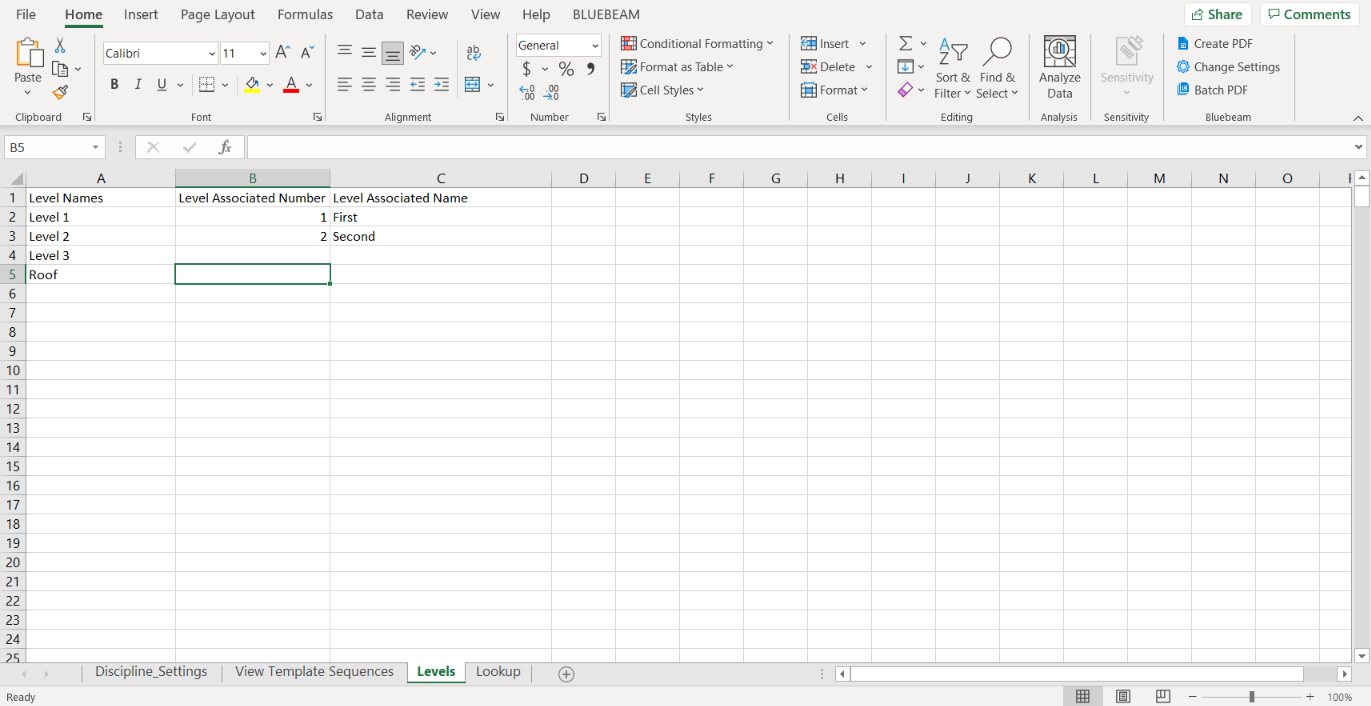 File Home Insert Page Layout Formulas Data Review View Help BLUEBEAM Share Comments
Paste
Clipboard
Calibri 11
B I U
Font
ab
Alignment
General
$ % 9
.00 .0
Number
Conditional Formatting
Format as Table
Cell Styles
Styles
Insert
Delete
Format
Cells
Sort & Filter
Find & Select
Editing
Analyze Data
Analysis
Sensitivity
Sensitivity
Create PDF
Change Settings
Batch PDF
Bluebeam
B5 fx
A B C D E F G H I J K L M N O
1 Level Names Level Associated Number Level Associated Name
2 Level 1 1 First
3 Level 2 2 Second
4 Level 3
5 Roof
6
7
8
9
10
11
12
13
14
15
16
17
18
19
20
21
22
23
24
25
Discipline_Settings View Template Sequences Levels Lookup
Ready 100%